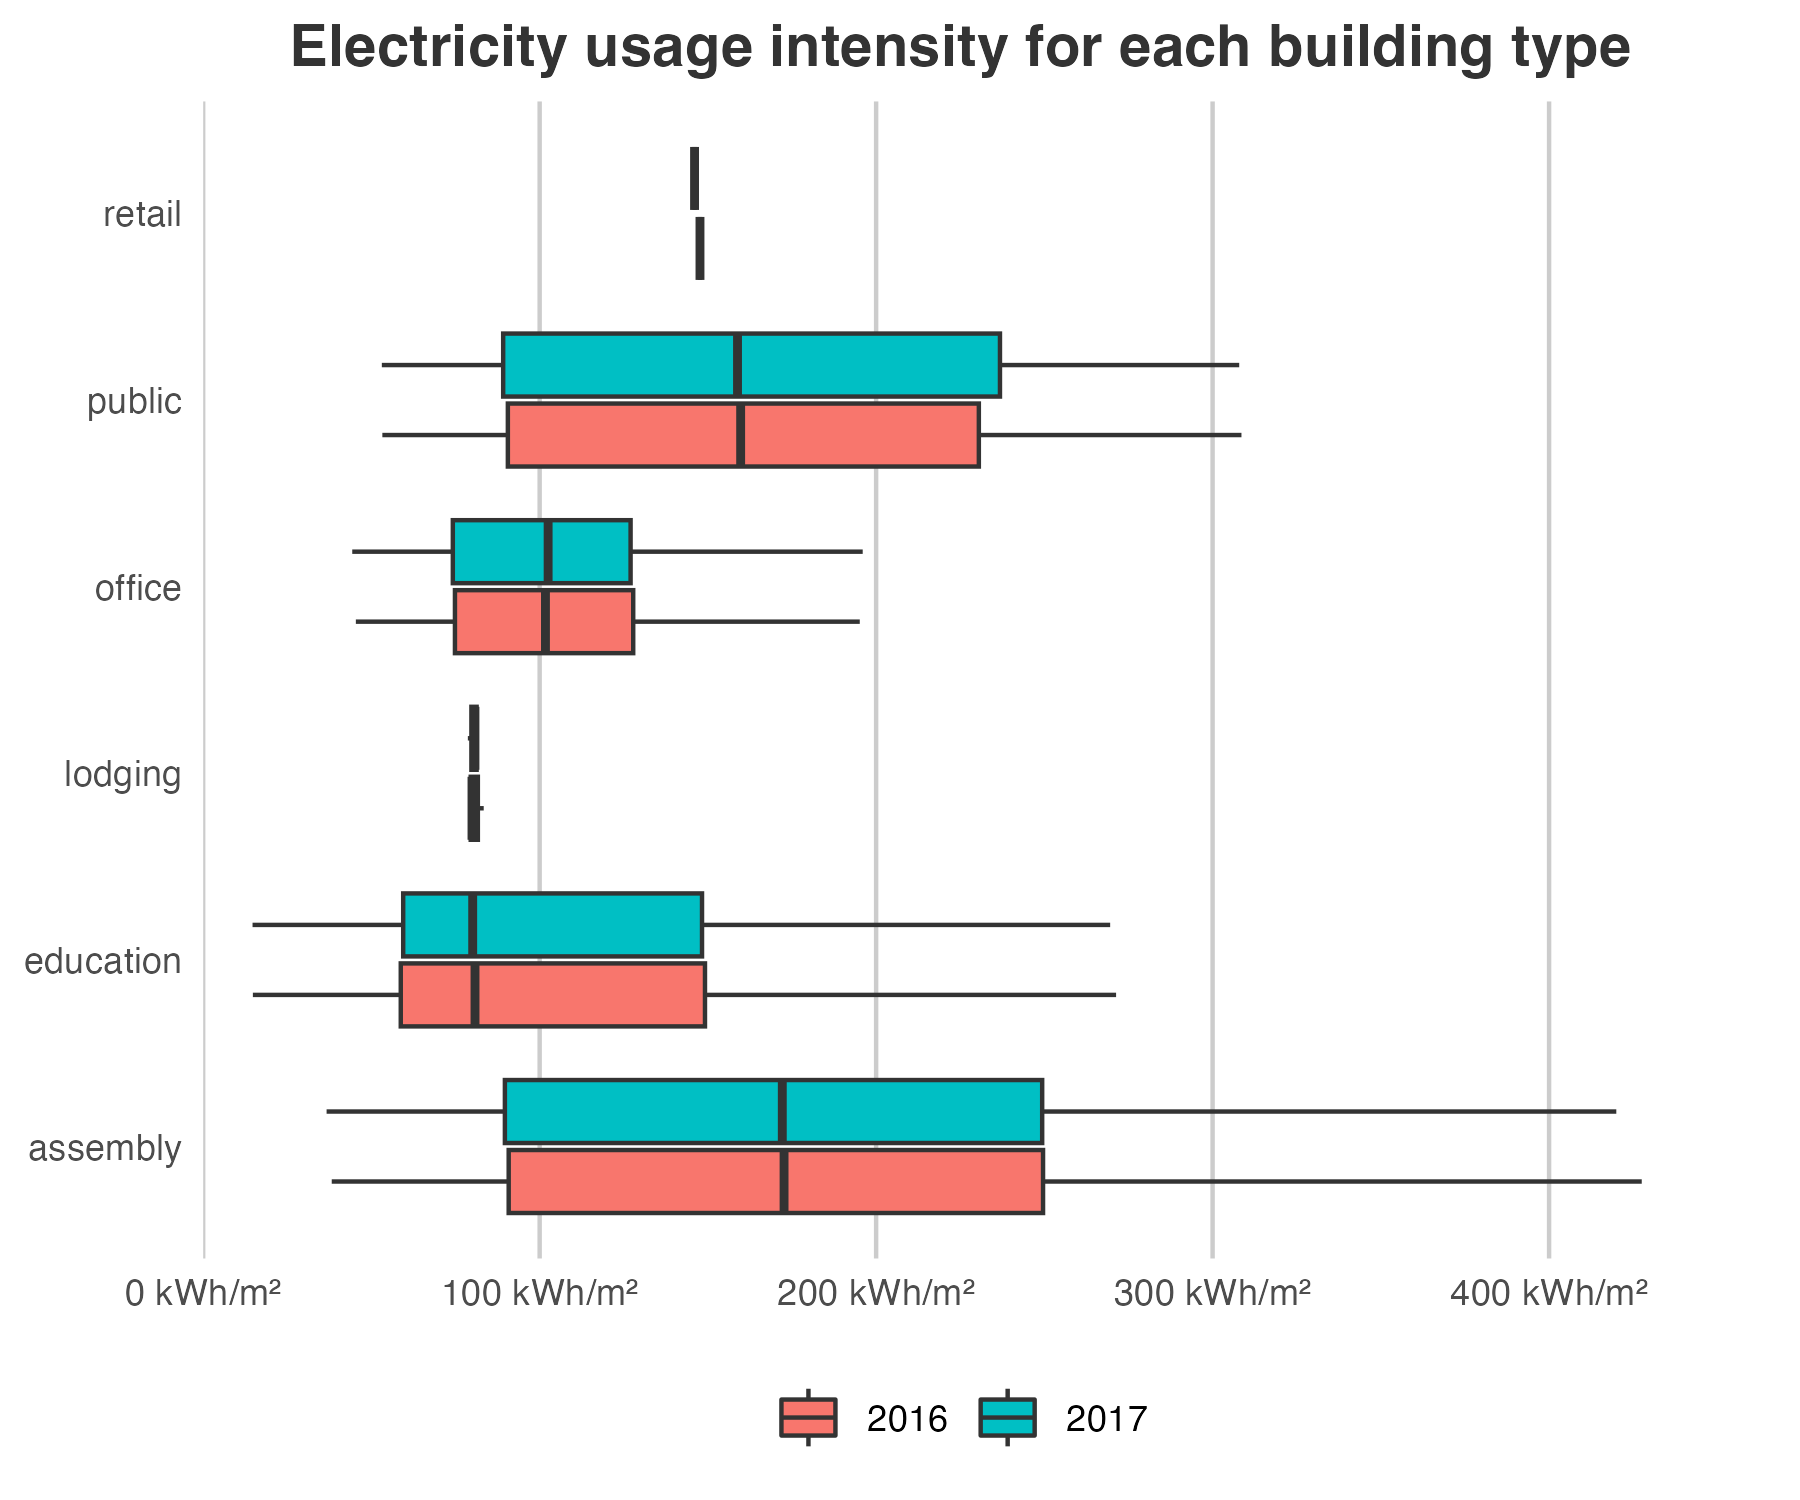 Electricity usage intensity for each building type
retail
public
office
lodging
education
assembly
0 kWh/m² 100 kWh/m² 200 kWh/m² 300 kWh/m² 400 kWh/m²
2016 2017